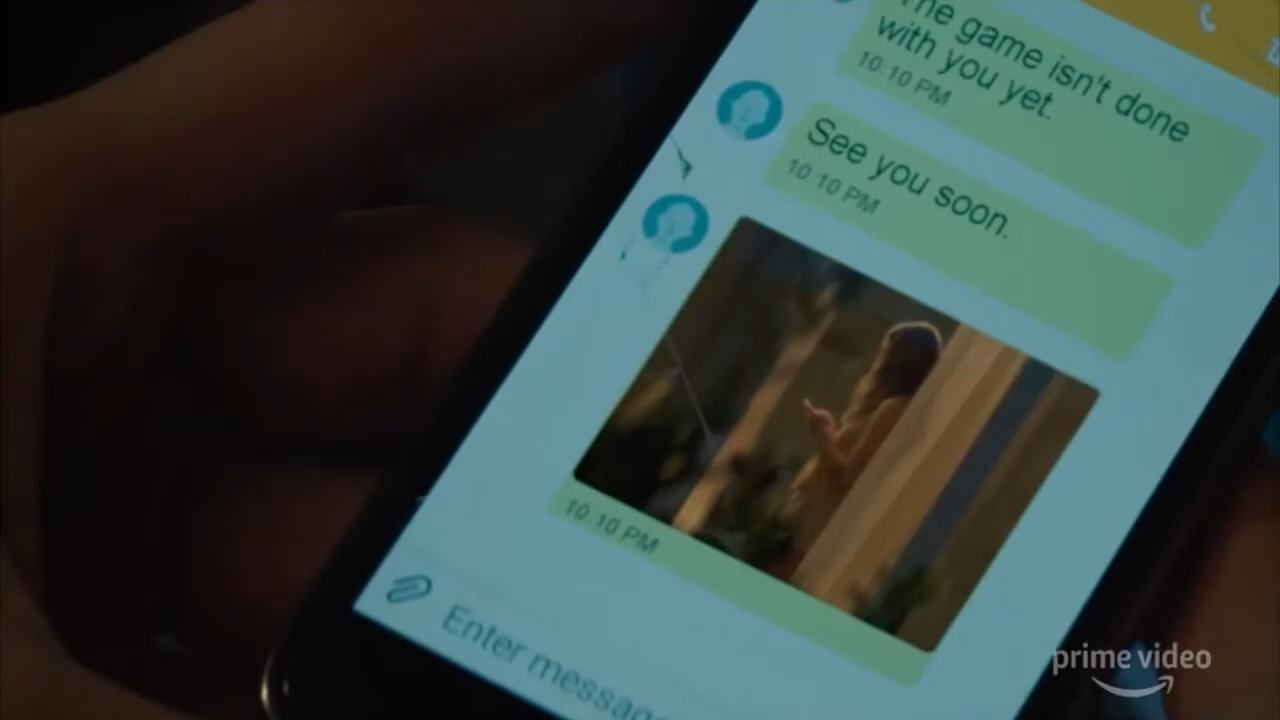 The game isn't done
with you yet.
10:10 PM
See you soon.
10:10 PM
10:10 PM
Enter message
prime video